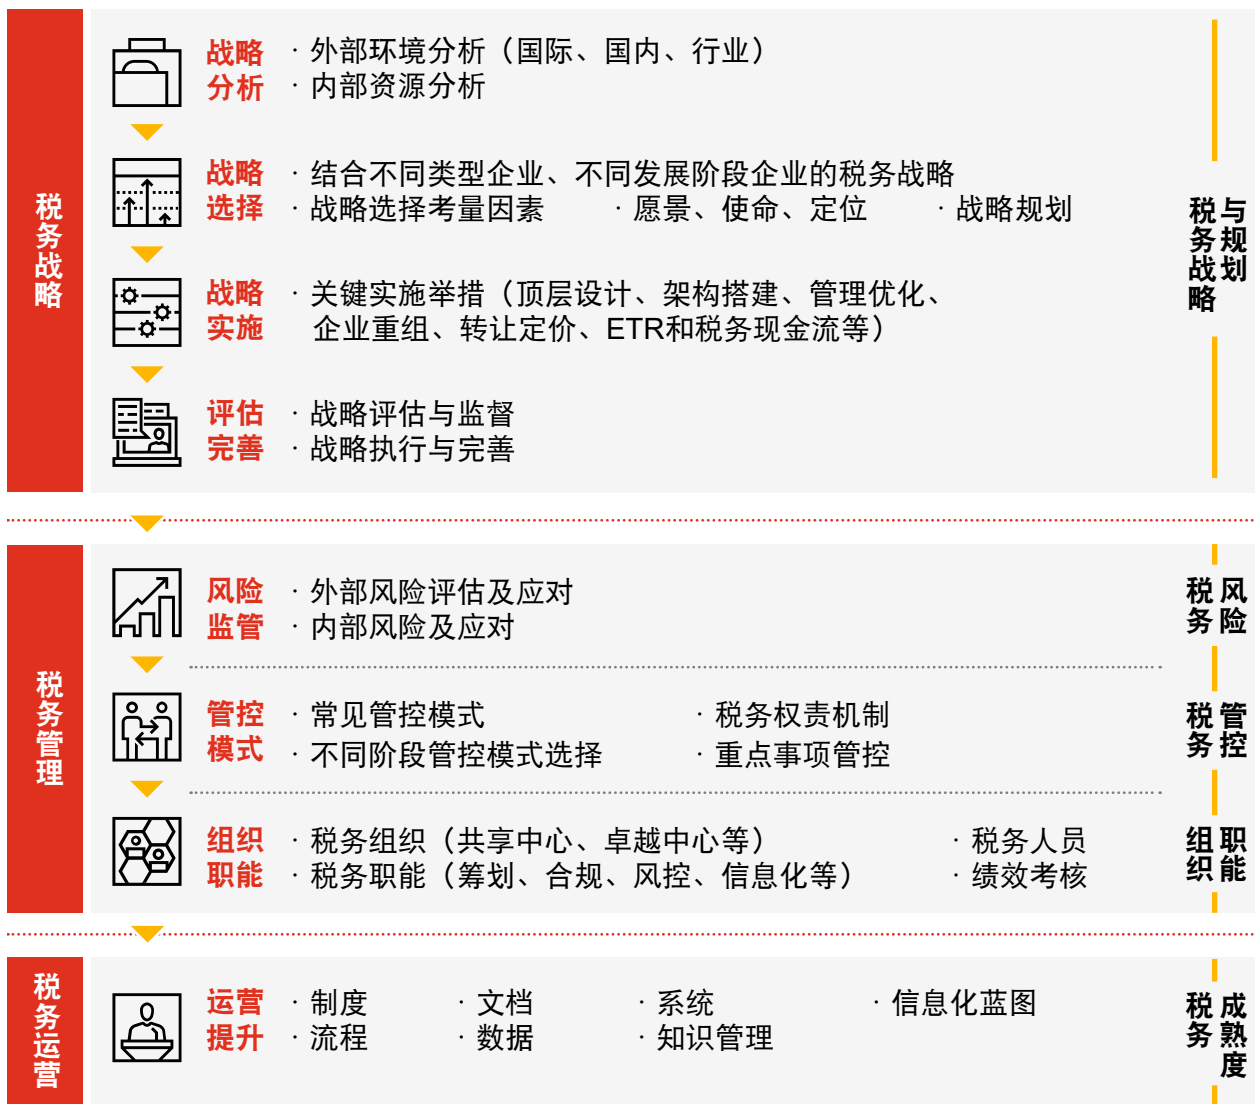 税务战略
战略
分析
· 外部环境分析（国际、国内、行业）
· 内部资源分析
战略
选择
· 结合不同类型企业、不同发展阶段企业的税务战略
· 战略选择考量因素 · 愿景、使命、定位 · 战略规划
战略
实施
· 关键实施举措（顶层设计、架构搭建、管理优化、
企业重组、转让定价、ETR和税务现金流等）
评估
完善
· 战略评估与监督
· 战略执行与完善
税务战略
与规划
税务管理
风险
监管
· 外部风险评估及应对
· 内部风险及应对
税务
风险
管控
模式
· 常见管控模式 · 税务权责机制
· 不同阶段管控模式选择 · 重点事项管控
税务
管控
组织
职能
· 税务组织（共享中心、卓越中心等） · 税务人员
· 税务职能（筹划、合规、风控、信息化等） · 绩效考核
组织
职能
税务运营
运营
提升
· 制度 · 文档 · 系统 · 信息化蓝图
· 流程 · 数据 · 知识管理
税务
成熟度